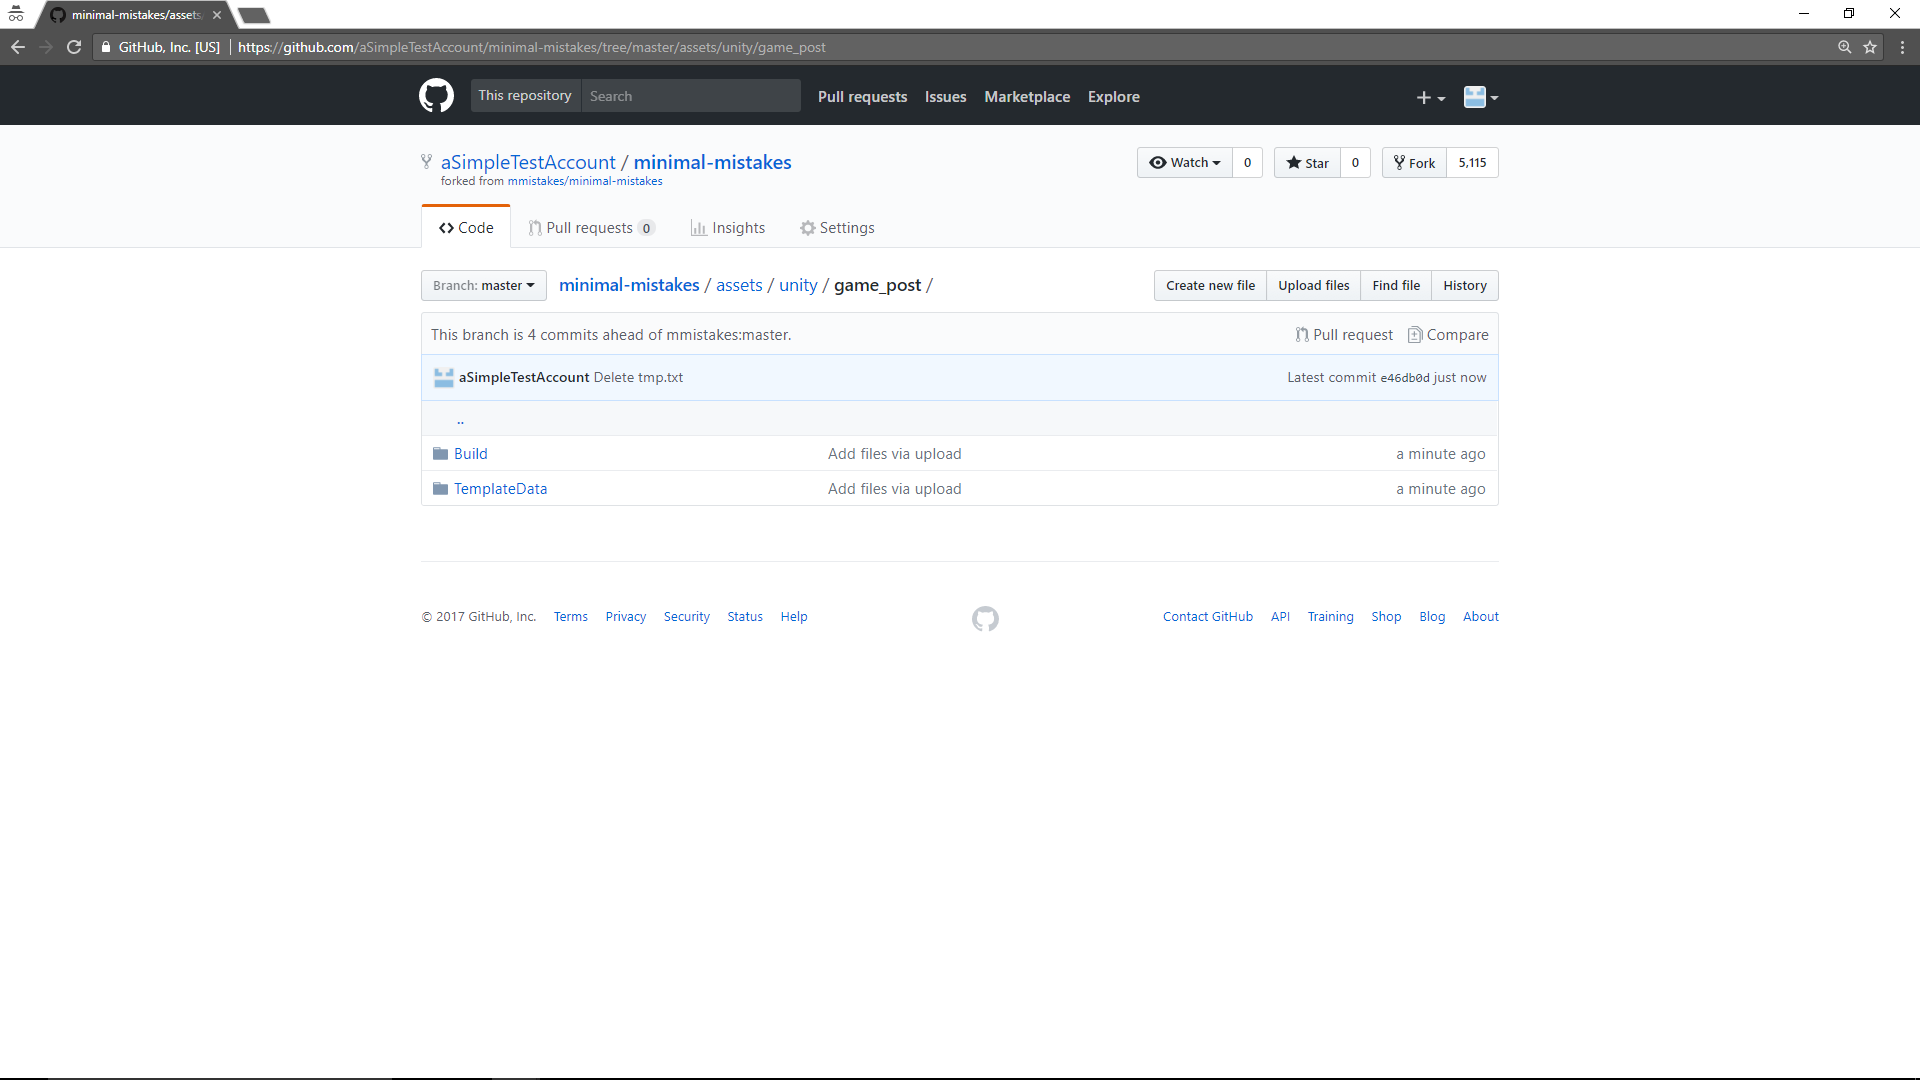 minimal-mistakes/assets
GitHub, Inc. [US] https://github.com/aSimpleTestAccount/minimal-mistakes/tree/master/assets/unity/game_post
This repository Search Pull requests Issues Marketplace Explore
aSimpleTestAccount / minimal-mistakes Watch 0 Star 0 Fork 5,115
forked from mmistakes/minimal-mistakes
Code Pull requests 0 Insights Settings
Branch: master minimal-mistakes / assets / unity / game_post / Create new file Upload files Find file History
This branch is 4 commits ahead of mmistakes:master. Pull request Compare
aSimpleTestAccount Delete tmp.txt Latest commit e46db0d just now
..
Build Add files via upload a minute ago
TemplateData Add files via upload a minute ago
© 2017 GitHub, Inc. Terms Privacy Security Status Help Contact GitHub API Training Shop Blog About